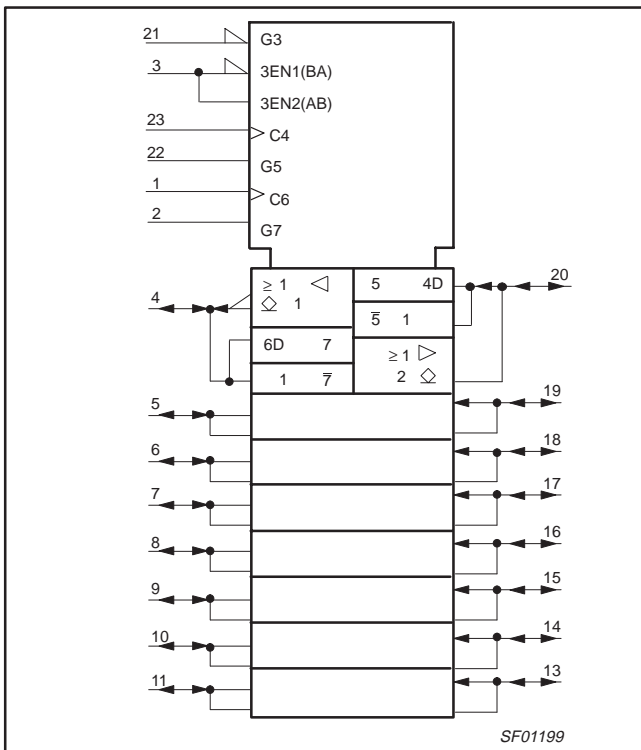 21 G3
3 3EN1(BA)
3EN2(AB)
23 C4
22 G5
1 C6
2 G7
4 ≥ 1 ◁ 5 4D 20
◇ 1
5̅ 1
6D 7
≥ 1 ▷
1 7̅ 2 ◇
5 19
6 18
7 17
8 16
9 15
10 14
11 13
SF01199